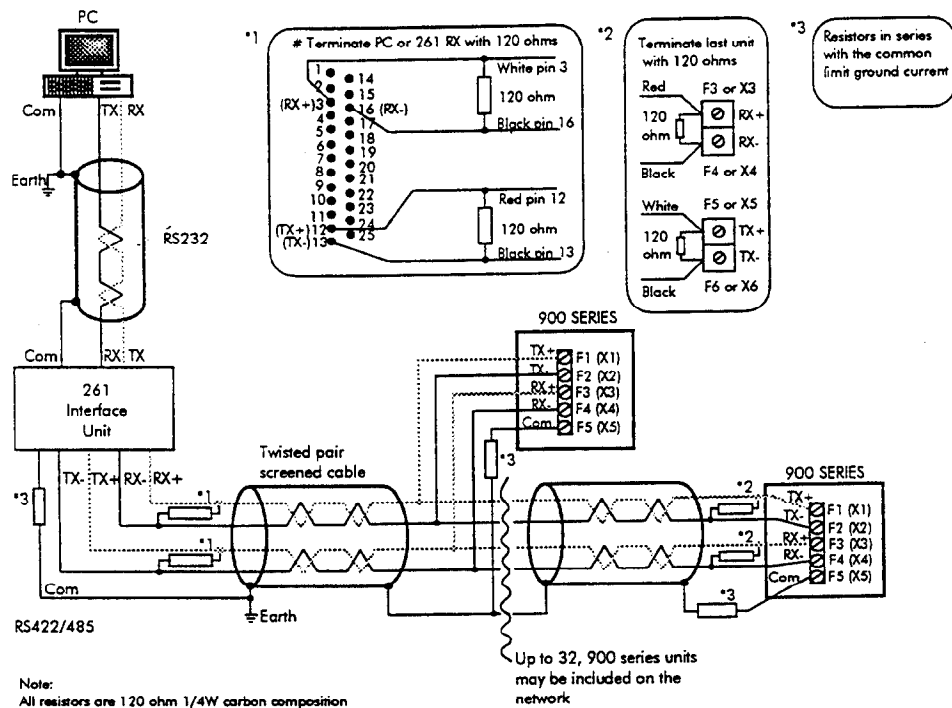 PC
Com TX RX
Earth
RS232
Com RX TX
261
Interface
Unit
TX- TX+ RX- RX+
*3
Com
RS422/485
*1
# Terminate PC or 261 RX with 120 ohms
1
2
(RX+)3
4
5
6
7
8
9
10
11
(TX+)12
(TX-)13
14
15
16 (RX-)
17
18
19
20
21
22
23
24
25
White pin 3
120 ohm
Black pin 16
Red pin 12
120 ohm
Black pin 13
*2
Terminate last unit
with 120 ohms
Red F3 or X3
120 RX+
ohm RX-
Black F4 or X4
White F5 or X5
120 TX+
ohm TX-
Black F6 or X6
*3
Resistors in series
with the common
limit ground current
900 SERIES
TX+ F1 (X1)
TX- F2 (X2)
RX+ F3 (X3)
RX- F4 (X4)
Com F5 (X5)
*3
Twisted pair
screened cable
*1
*1
Earth
*2
*2
*3
900 SERIES
TX+ F1 (X1)
TX- F2 (X2)
RX+ F3 (X3)
RX- F4 (X4)
Com F5 (X5)
Up to 32, 900 series units
may be included on the
network
Note:
All resistors are 120 ohm 1/4W carbon composition